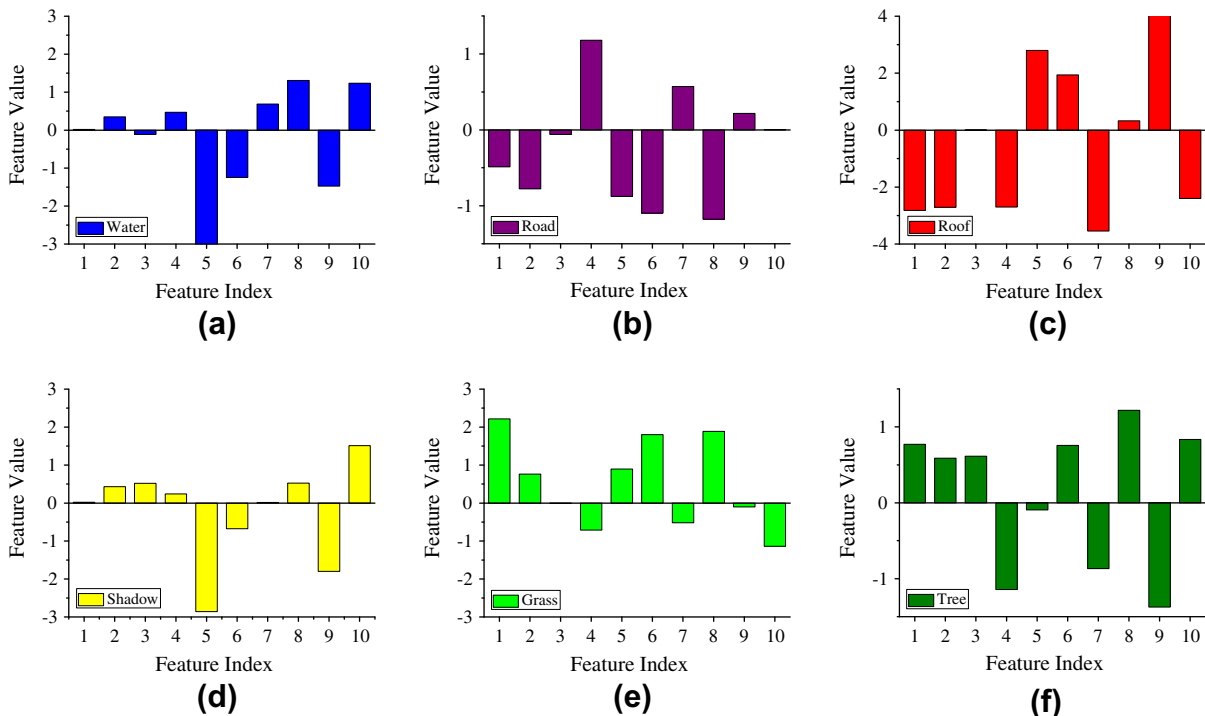 3
2
1
0
-1
-2
-3
Feature Value
Water
1 2 3 4 5 6 7 8 9 10
Feature Index
(a)
1
0
-1
Feature Value
Road
1 2 3 4 5 6 7 8 9 10
Feature Index
(b)
4
2
0
-2
-4
Feature Value
Roof
1 2 3 4 5 6 7 8 9 10
Feature Index
(c)
3
2
1
0
-1
-2
-3
Feature Value
Shadow
1 2 3 4 5 6 7 8 9 10
Feature Index
(d)
3
2
1
0
-1
-2
-3
Feature Value
Grass
1 2 3 4 5 6 7 8 9 10
Feature Index
(e)
1
0
-1
Feature Value
Tree
1 2 3 4 5 6 7 8 9 10
Feature Index
(f)